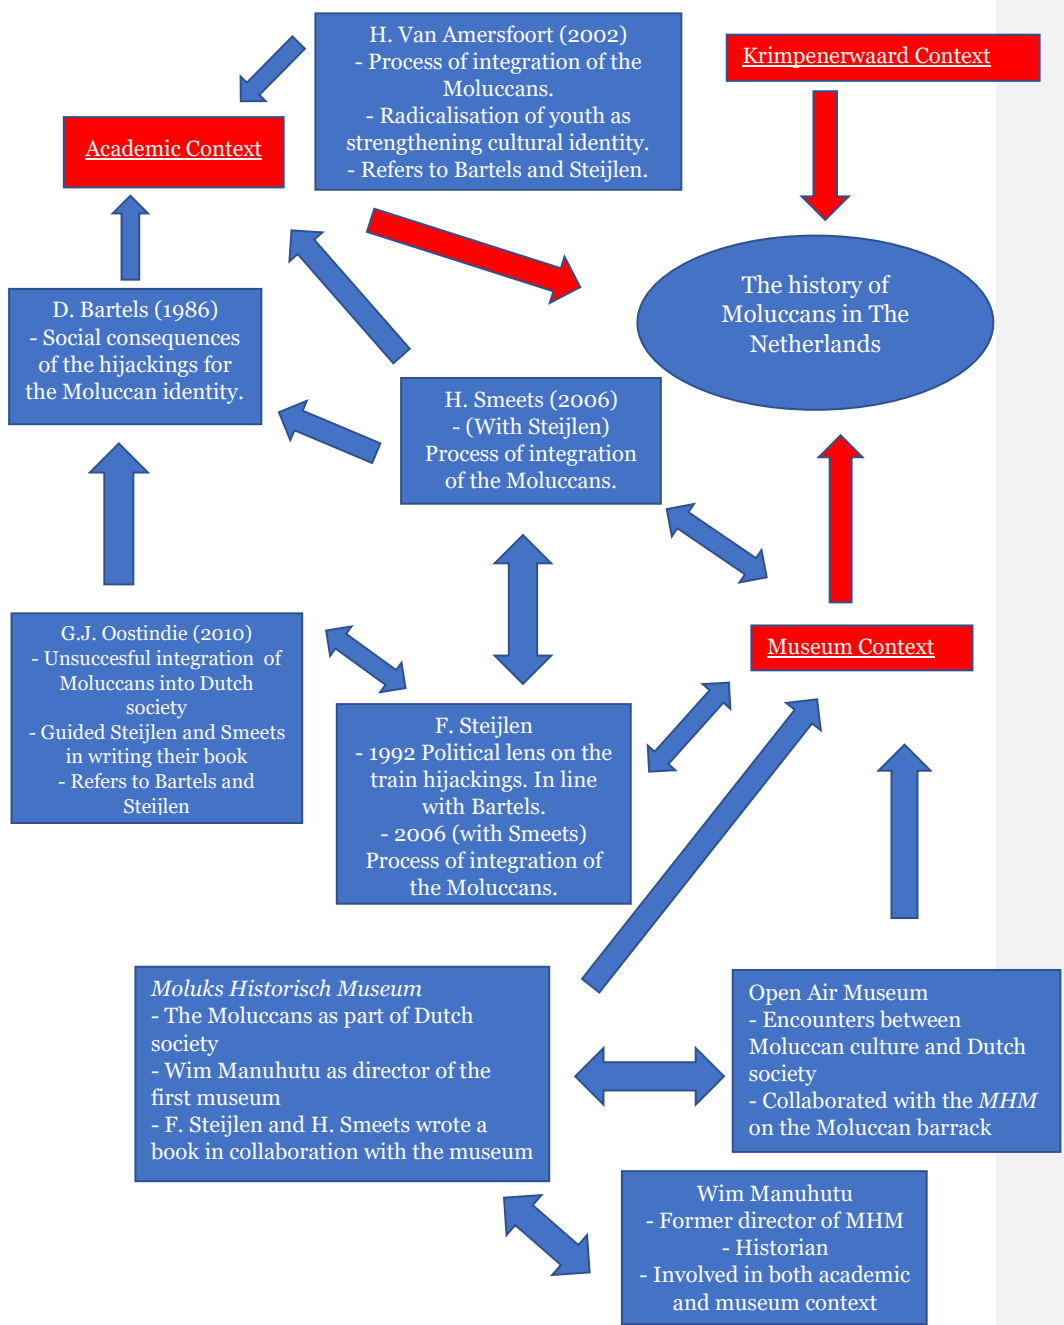 H. Van Amersfoort (2002)
- Process of integration of the
Moluccans.
- Radicalisation of youth as
strengthening cultural identity.
- Refers to Bartels and Steijlen.
Krimpenerwaard Context
Academic Context
The history of
Moluccans in The
Netherlands
D. Bartels (1986)
- Social consequences
of the hijackings for
the Moluccan identity.
H. Smeets (2006)
- (With Steijlen)
Process of integration
of the Moluccans.
G.J. Oostindie (2010)
- Unsuccesful integration of
Moluccans into Dutch
society
- Guided Steijlen and Smeets
in writing their book
- Refers to Bartels and
Steijlen
Museum Context
F. Steijlen
- 1992 Political lens on the
train hijackings. In line
with Bartels.
- 2006 (with Smeets)
Process of integration of
the Moluccans.
Moluks Historisch Museum
- The Moluccans as part of Dutch
society
- Wim Manuhutu as director of the
first museum
- F. Steijlen and H. Smeets wrote a
book in collaboration with the museum
Open Air Museum
- Encounters between
Moluccan culture and Dutch
society
- Collaborated with the MHM
on the Moluccan barrack
Wim Manuhutu
- Former director of MHM
- Historian
- Involved in both academic
and museum context